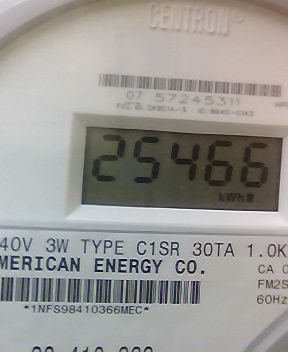 CENTRON®
07 57245311
25466
kWh
40V 3W TYPE C1SR 30TA 1.0K
MERICAN ENERGY CO.
CA 0
FM2S
60Hz
*1NFS98410366MEC*